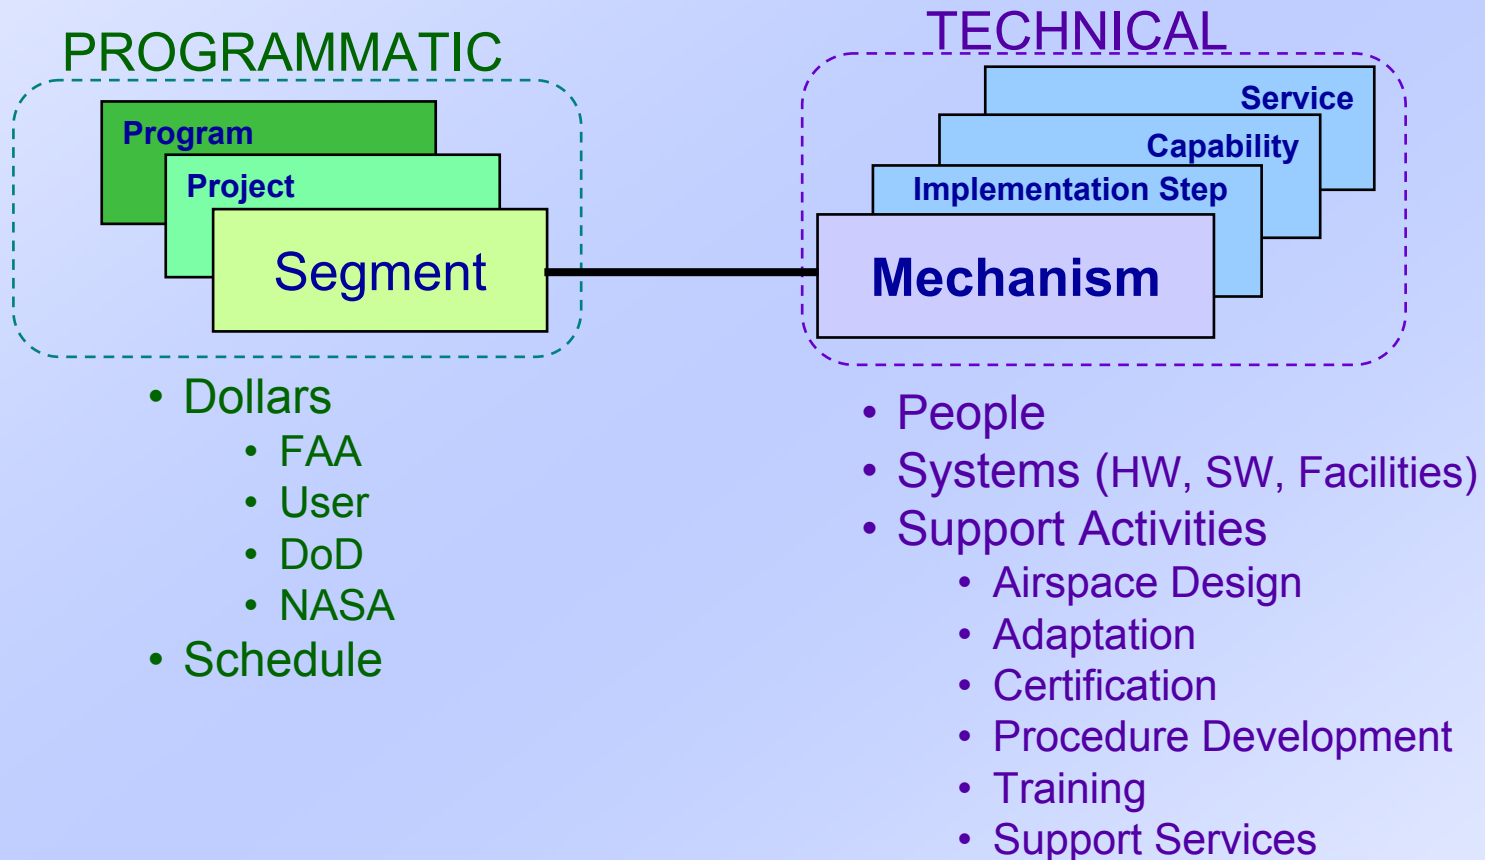 PROGRAMMATIC
Program
Project
Segment
• Dollars
• FAA
• User
• DoD
• NASA
• Schedule
TECHNICAL
Service
Capability
Implementation Step
Mechanism
• People
• Systems (HW, SW, Facilities)
• Support Activities
• Airspace Design
• Adaptation
• Certification
• Procedure Development
• Training
• Support Services